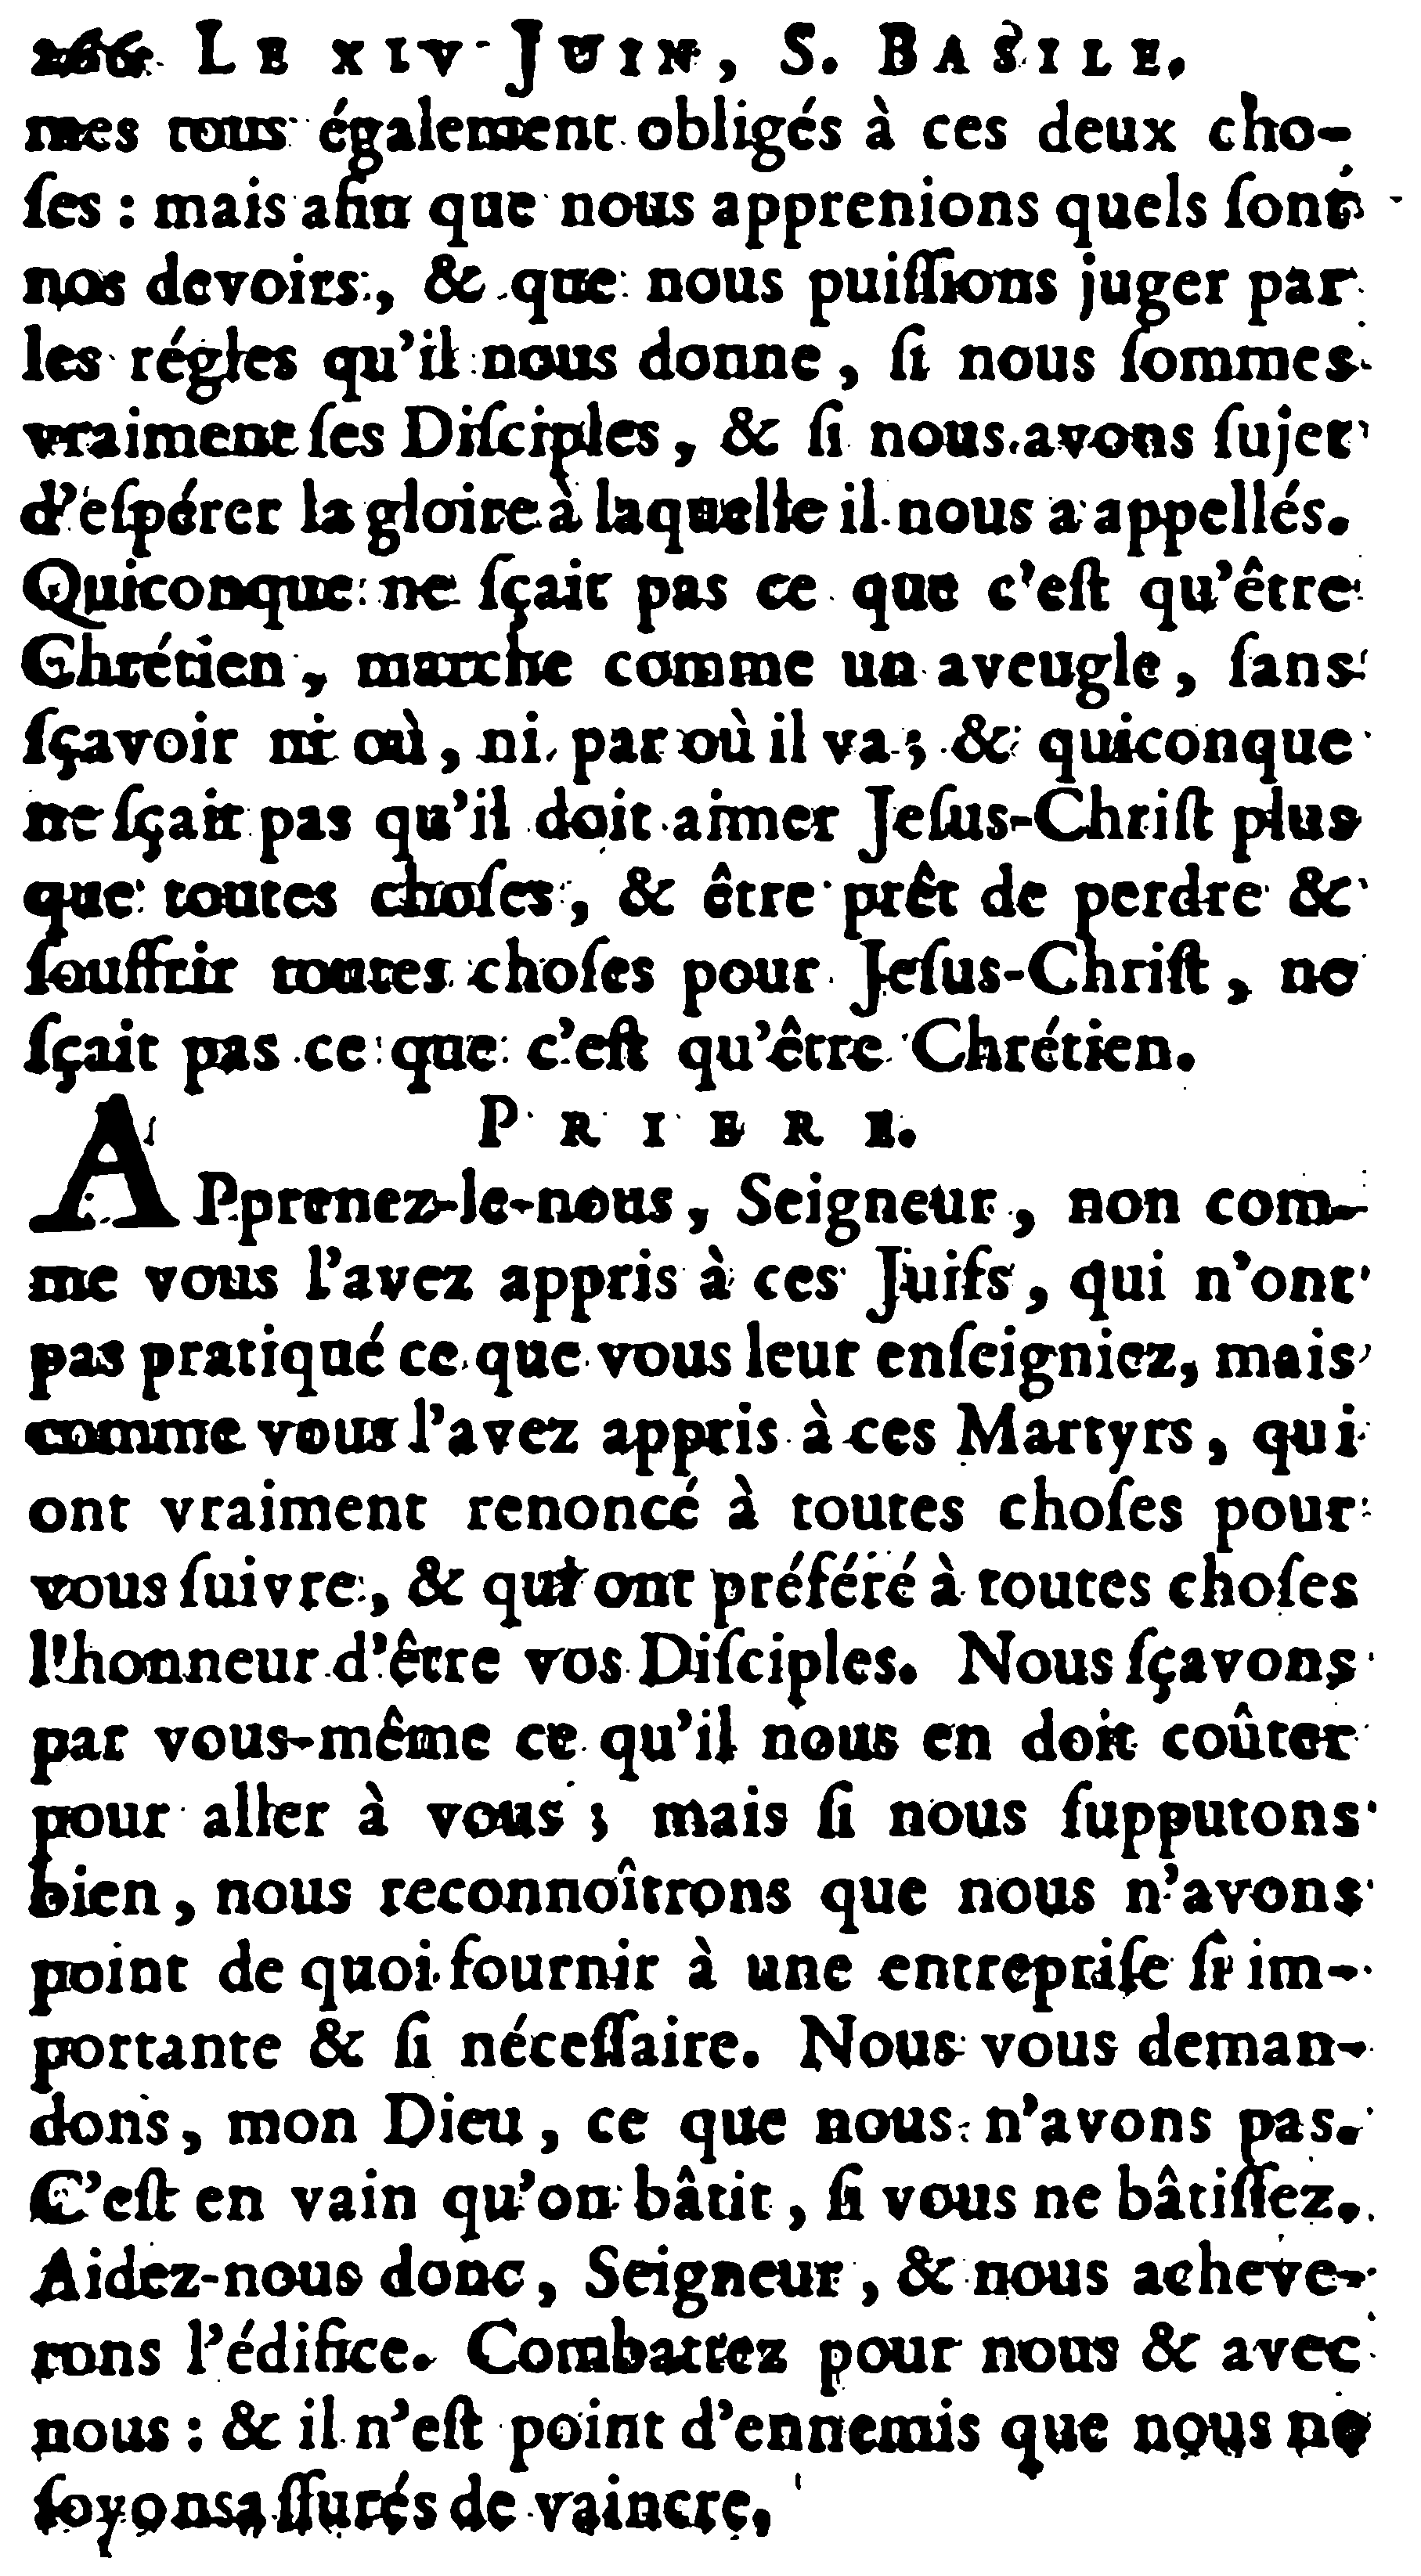 266 LE XIV JUIN, S. BASILE.
mes tous également obligés à ces deux cho-
ſes : mais afin que nous apprenions quels ſont
nos devoirs, & que nous puiſſions juger par
les régles qu'il nous donne, ſi nous ſommes
vraiment ſes Diſciples, & ſi nous avons ſujet
d'eſpérer la gloire à laquelle il nous a appellés.
Quiconque ne ſçait pas ce que c'eſt qu'être
Chrétien, marche comme un aveugle, ſans
ſçavoir ni où, ni par où il va ; & quiconque
ne ſçait pas qu'il doit aimer Jeſus-Chriſt plus
que toutes choſes, & être prêt de perdre &
ſouffrir toutes choſes pour Jeſus-Chriſt, ne
ſçait pas ce que c'eſt qu'être Chrétien.
PRIERE.
APprenez-le-nous, Seigneur, non com-
me vous l'avez appris à ces Juifs, qui n'ont
pas pratiqué ce que vous leur enſeigniez, mais
comme vous l'avez appris à ces Martyrs, qui
ont vraiment renoncé à toutes choſes pour
vous ſuivre, & qui ont préféré à toutes choſes
l'honneur d'être vos Diſciples. Nous ſçavons
par vous-même ce qu'il nous en doit coûter
pour aller à vous ; mais ſi nous ſupputons
bien, nous reconnoîtrons que nous n'avons
point de quoi fournir à une entrepriſe ſi im-
portante & ſi néceſſaire. Nous vous deman-
dons, mon Dieu, ce que nous n'avons pas.
C'eſt en vain qu'on bâtit, ſi vous ne bâtiſſez.
Aidez-nous donc, Seigneur, & nous acheve-
rons l'édifice. Combattez pour nous & avec
nous : & il n'eſt point d'ennemis que nous ne
ſoyons aſſurés de vaincre,